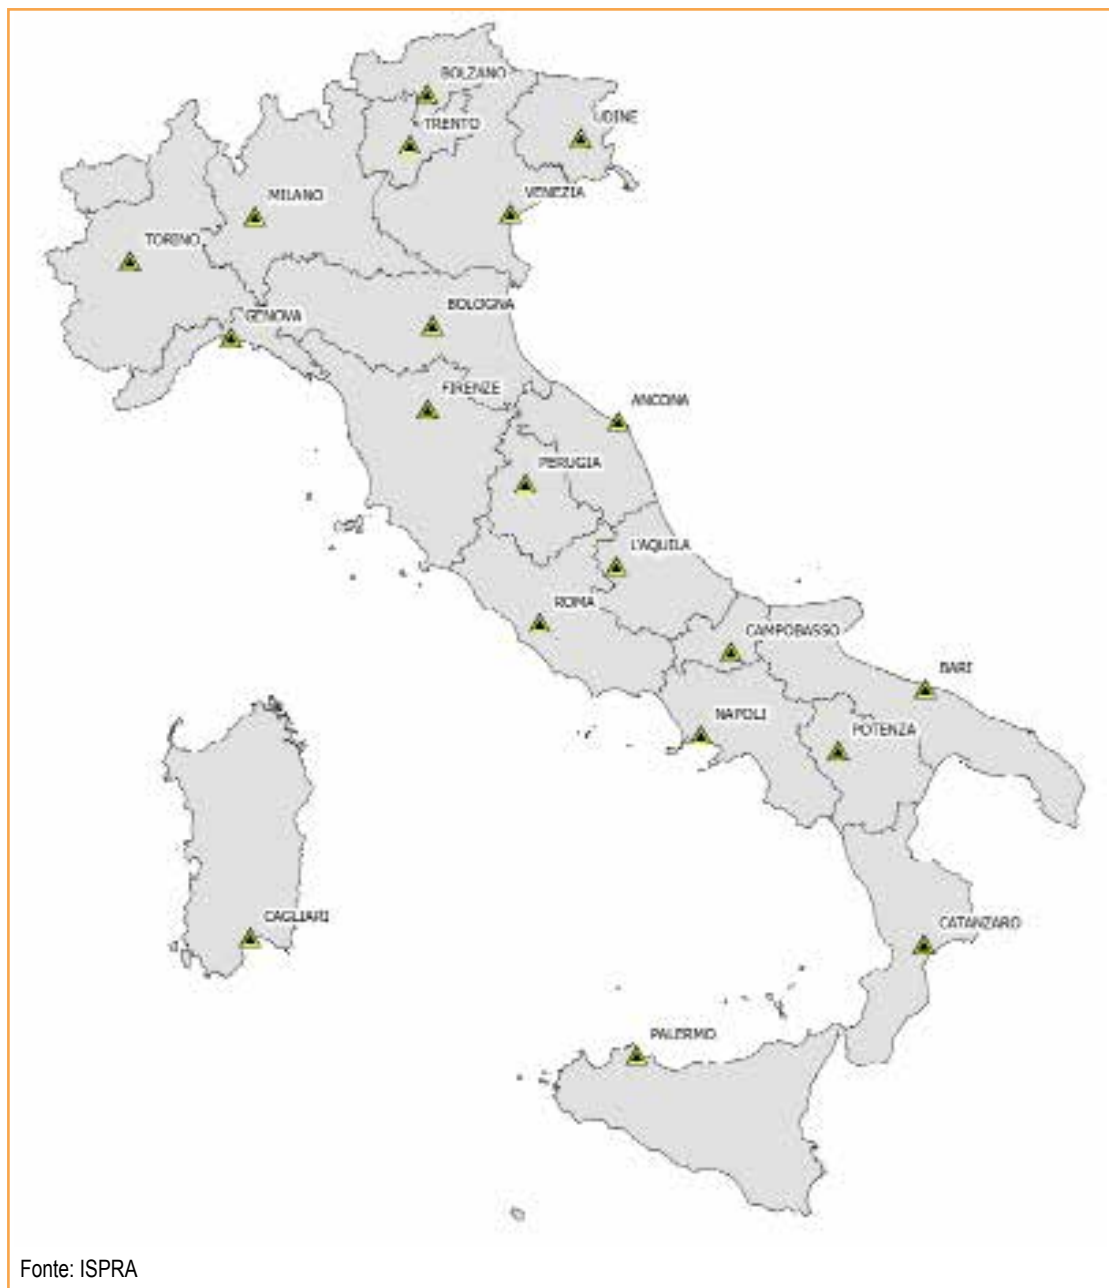 BOLZANO
TRENTO
UDINE
MILANO
VENEZIA
TORINO
BOLOGNA
GENOVA
FIRENZE
ANCONA
PERUGIA
L'AQUILA
ROMA
CAMPOBASSO
BARI
NAPOLI
POTENZA
CAGLIARI
CATANZARO
PALERMO
Fonte: ISPRA